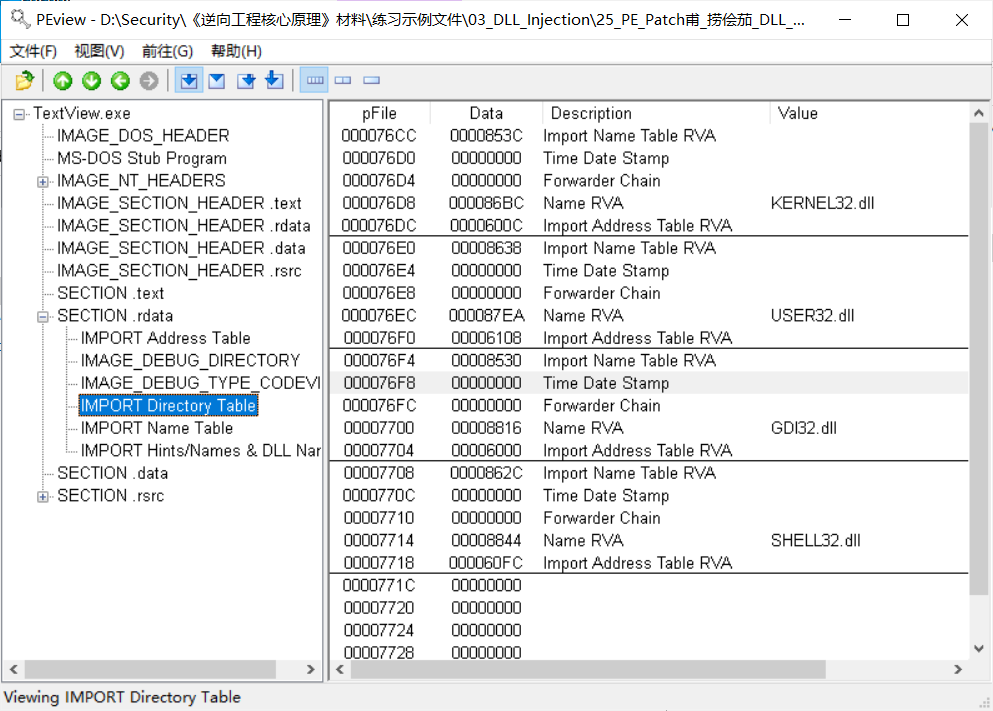 PEview - D:\Security\《逆向工程核心原理》材料\练习示例文件\03_DLL_Injection\25_PE_Patch甫_捞侩茄_DLL_...
文件(F) 视图(V) 前往(G) 帮助(H)
TextView.exe
IMAGE_DOS_HEADER
MS-DOS Stub Program
IMAGE_NT_HEADERS
IMAGE_SECTION_HEADER .text
IMAGE_SECTION_HEADER .rdata
IMAGE_SECTION_HEADER .data
IMAGE_SECTION_HEADER .rsrc
SECTION .text
SECTION .rdata
IMPORT Address Table
IMAGE_DEBUG_DIRECTORY
IMAGE_DEBUG_TYPE_CODEVI
IMPORT Directory Table
IMPORT Name Table
IMPORT Hints/Names & DLL Nar
SECTION .data
SECTION .rsrc
pFile Data Description Value
000076CC 0000853C Import Name Table RVA
000076D0 00000000 Time Date Stamp
000076D4 00000000 Forwarder Chain
000076D8 000086BC Name RVA KERNEL32.dll
000076DC 0000600C Import Address Table RVA
000076E0 00008638 Import Name Table RVA
000076E4 00000000 Time Date Stamp
000076E8 00000000 Forwarder Chain
000076EC 000087EA Name RVA USER32.dll
000076F0 00006108 Import Address Table RVA
000076F4 00008530 Import Name Table RVA
000076F8 00000000 Time Date Stamp
000076FC 00000000 Forwarder Chain
00007700 00008816 Name RVA GDI32.dll
00007704 00006000 Import Address Table RVA
00007708 0000862C Import Name Table RVA
0000770C 00000000 Time Date Stamp
00007710 00000000 Forwarder Chain
00007714 00008844 Name RVA SHELL32.dll
00007718 000060FC Import Address Table RVA
0000771C 00000000
00007720 00000000
00007724 00000000
00007728 00000000
Viewing IMPORT Directory Table